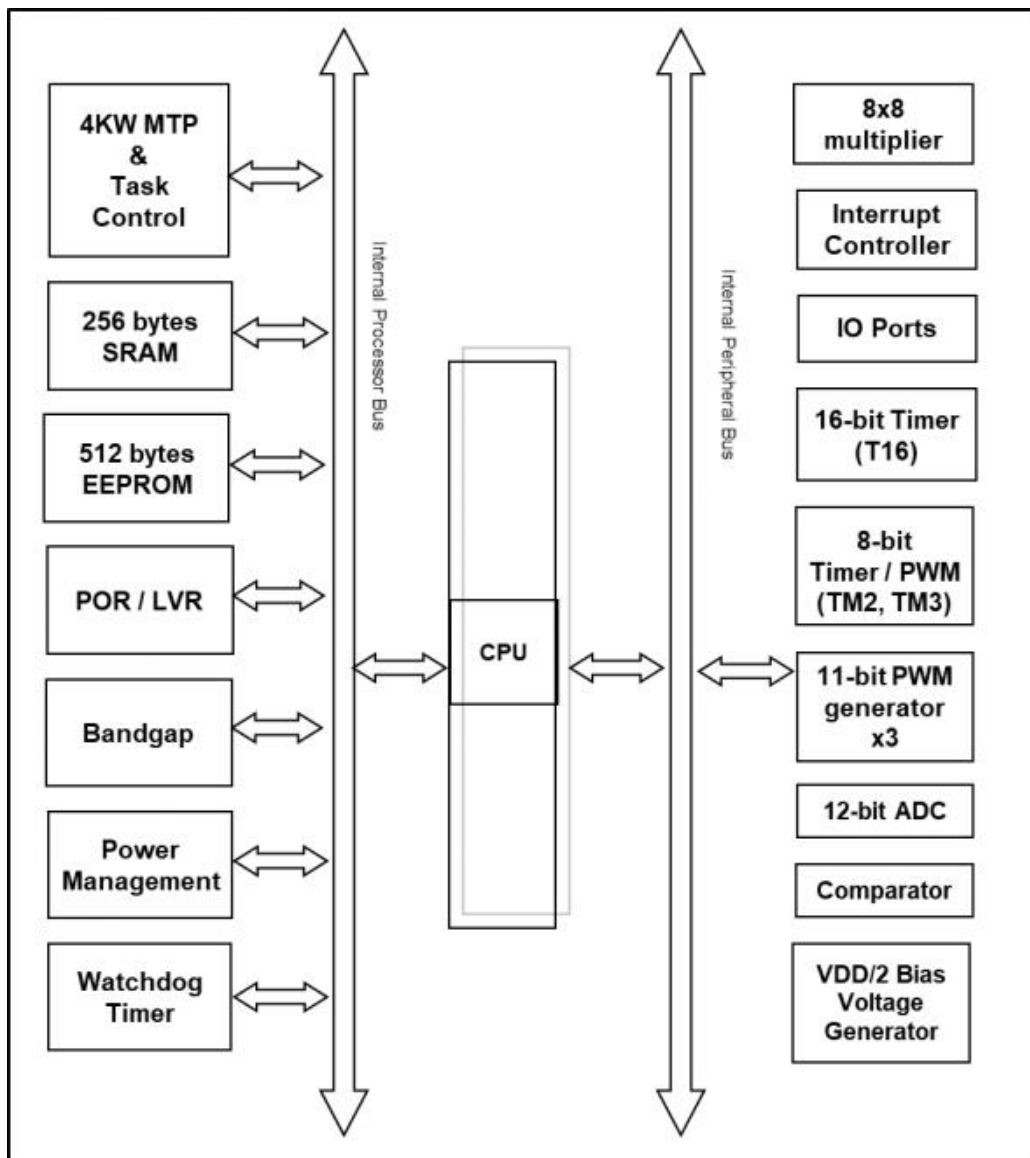 4KW MTP
&
Task
Control
256 bytes
SRAM
512 bytes
EEPROM
POR / LVR
Bandgap
Power
Management
Watchdog
Timer
Internal Processor Bus
CPU
Internal Peripheral Bus
8x8
multiplier
Interrupt
Controller
IO Ports
16-bit Timer
(T16)
8-bit
Timer / PWM
(TM2, TM3)
11-bit PWM
generator
x3
12-bit ADC
Comparator
VDD/2 Bias
Voltage
Generator